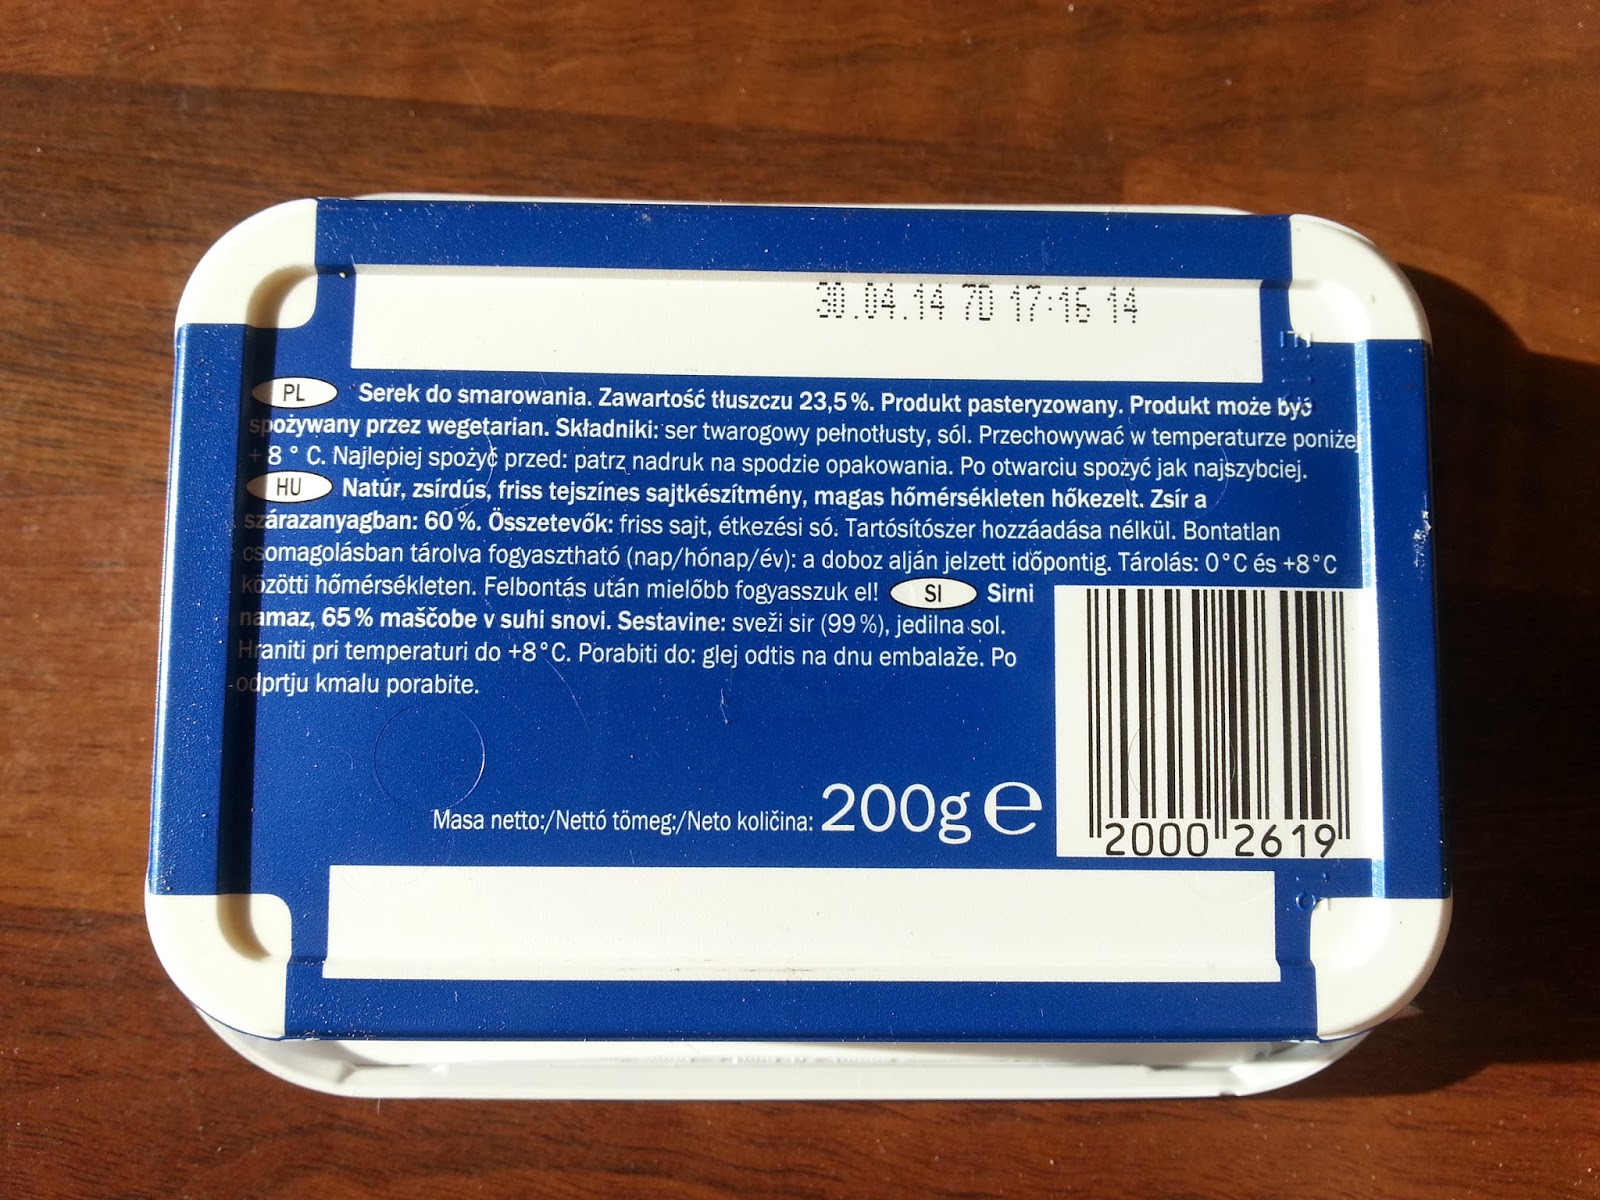 30.04.14 7D 17:16 14
PL Serek do smarowania. Zawartość tłuszczu 23,5%. Produkt pasteryzowany. Produkt może być
spożywany przez wegetarian. Składniki: ser twarogowy pełnotłusty, sól. Przechowywać w temperaturze poniżej
+ 8 ° C. Najlepiej spożyć przed: patrz nadruk na spodzie opakowania. Po otwarciu spożyć jak najszybciej.
HU Natúr, zsírdús, friss tejszínes sajtkészítmény, magas hőmérsékleten hőkezelt. Zsír a
szárazanyagban: 60%. Összetevők: friss sajt, étkezési só. Tartósítószer hozzáadása nélkül. Bontatlan
csomagolásban tárolva fogyasztható (nap/hónap/év): a doboz alján jelzett időpontig. Tárolás: 0°C és +8°C
közötti hőmérsékleten. Felbontás után mielőbb fogyasszuk el! SI Sirni
namaz, 65% maščobe v suhi snovi. Sestavine: sveži sir (99%), jedilna sol.
Hraniti pri temperaturi do +8°C. Porabiti do: glej odtis na dnu embalaže. Po
odprtju kmalu porabite.
Masa netto:/Nettó tömeg:/Neto količina: 200g e
2000 2619